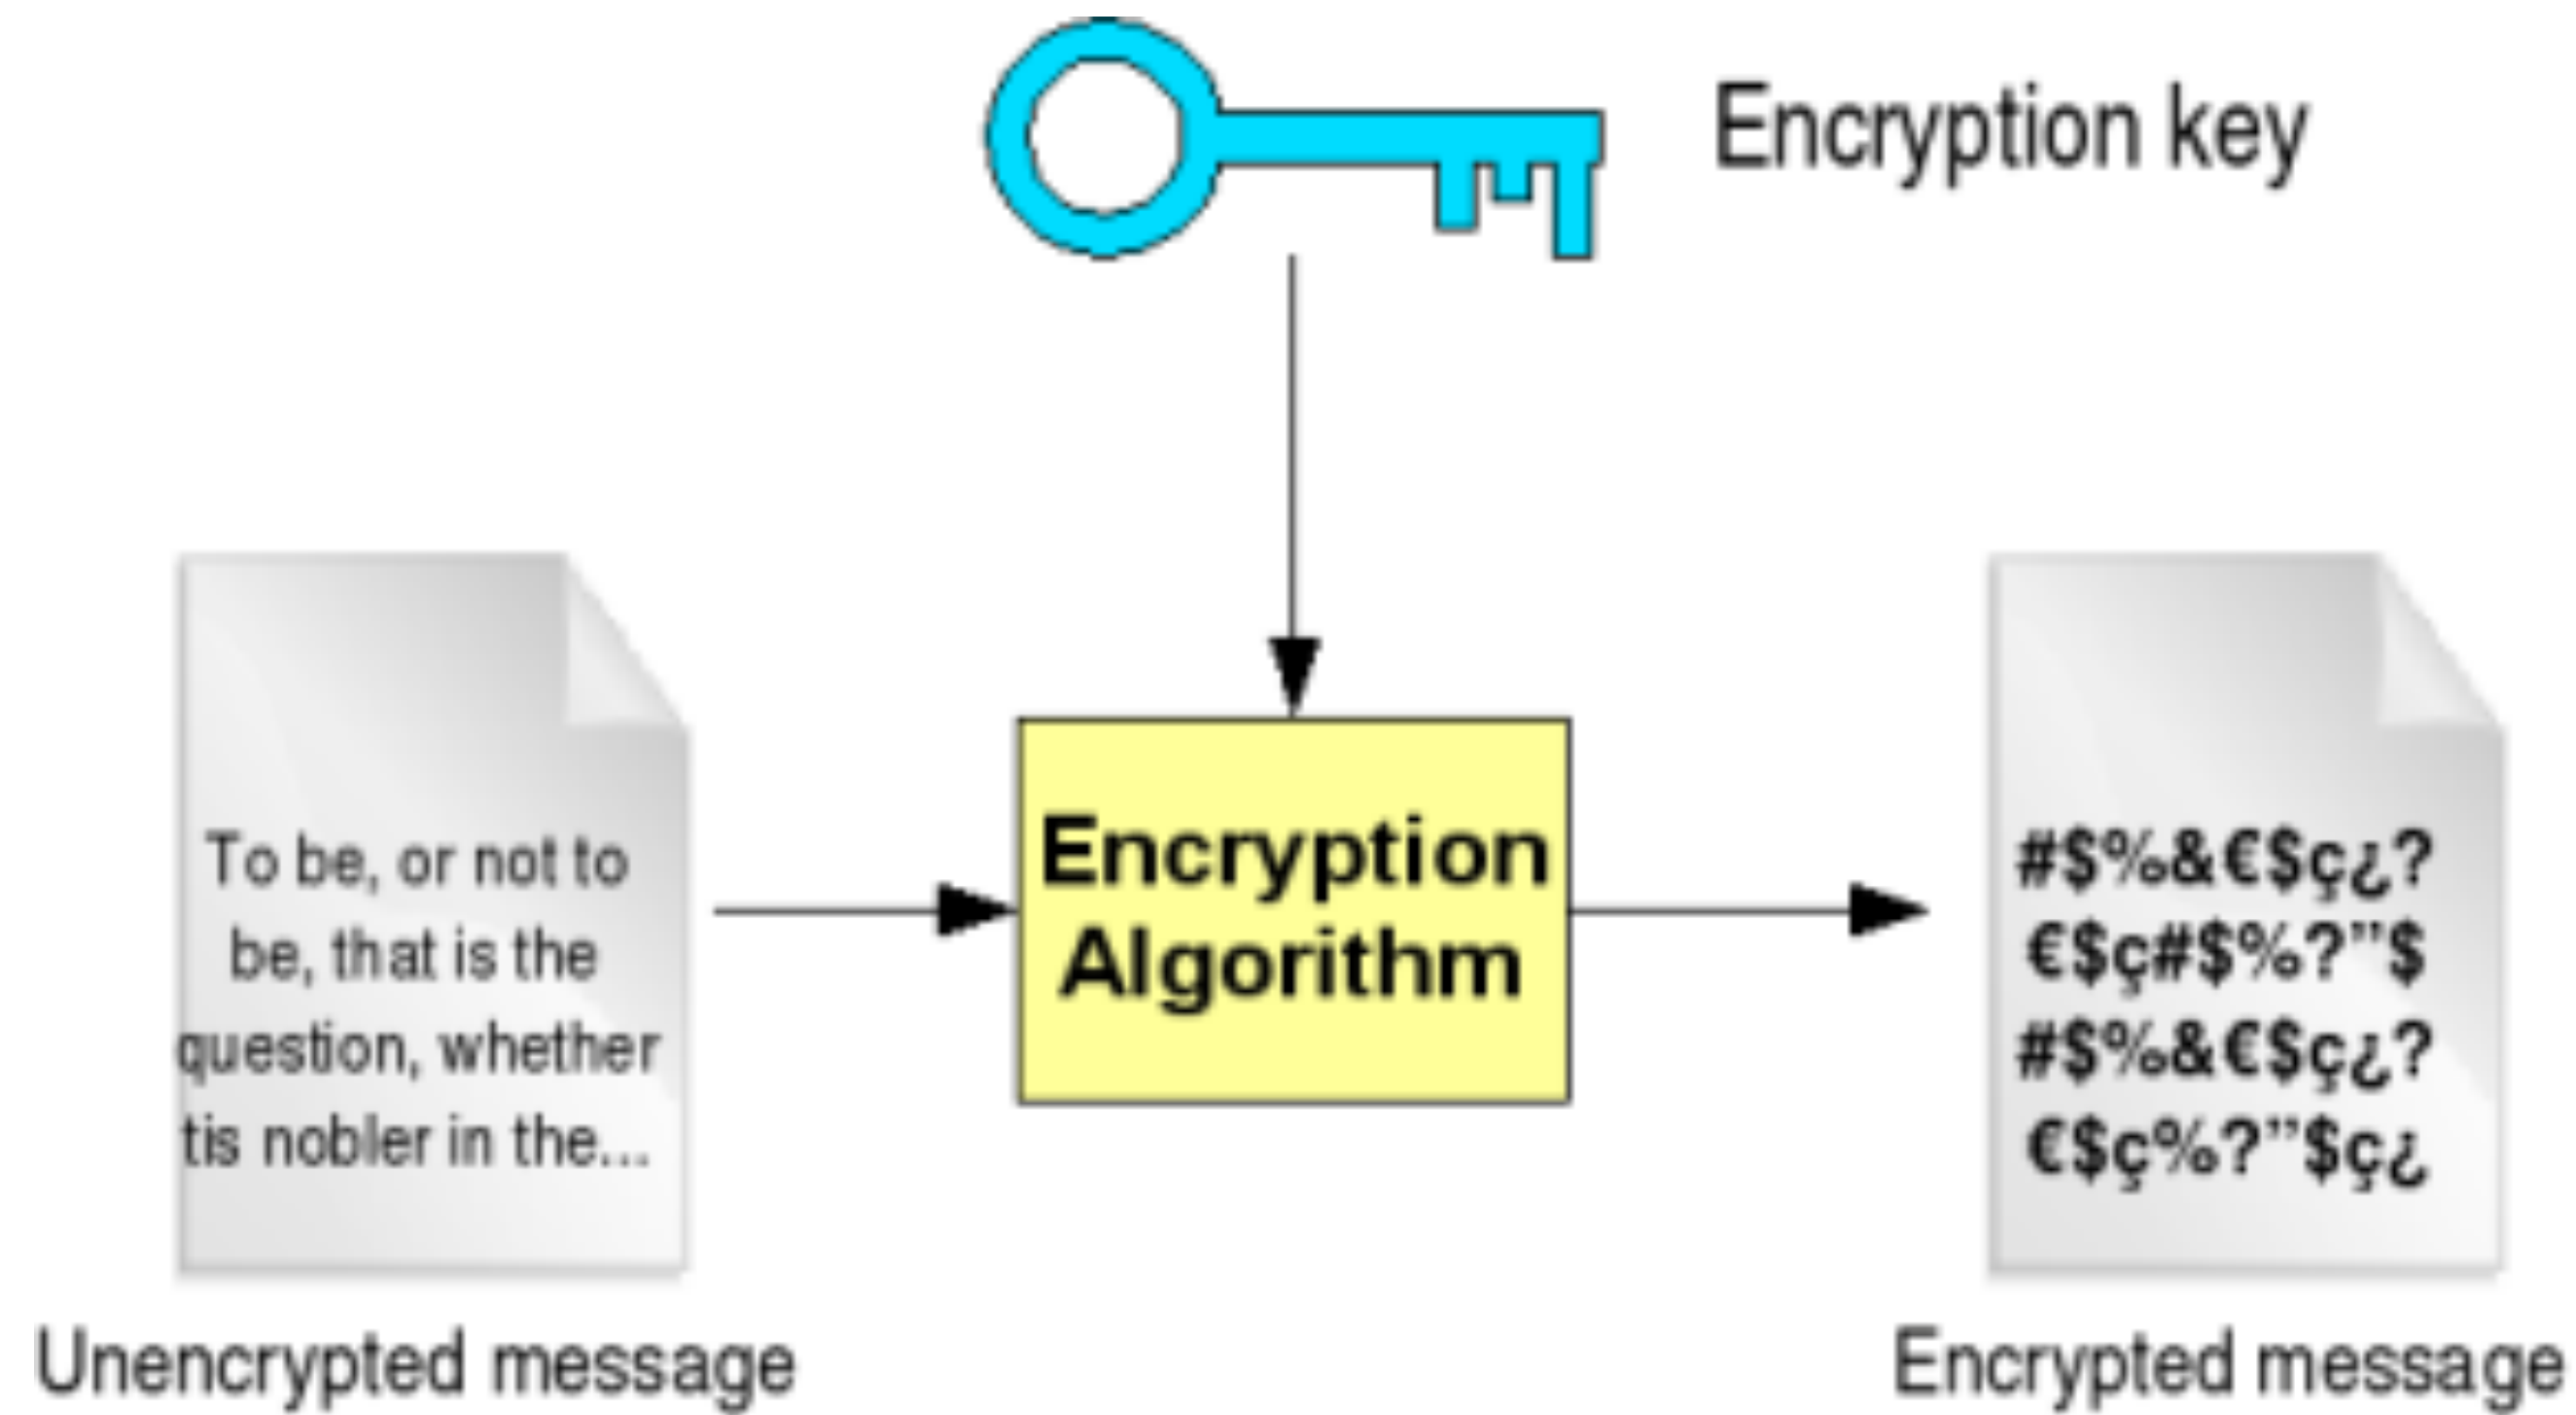 Encryption key
To be, or not to
be, that is the
question, whether
tis nobler in the...
Encryption
Algorithm
#$%&€$ç¿?
€$ç#$%?”$
#$%&€$ç¿?
€$ç%?”$ç¿
Unencrypted message
Encrypted message